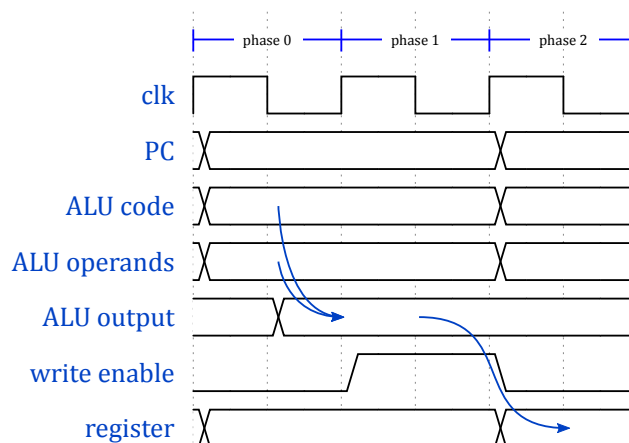 phase 0 phase 1 phase 2
clk
PC
ALU code
ALU operands
ALU output
write enable
register